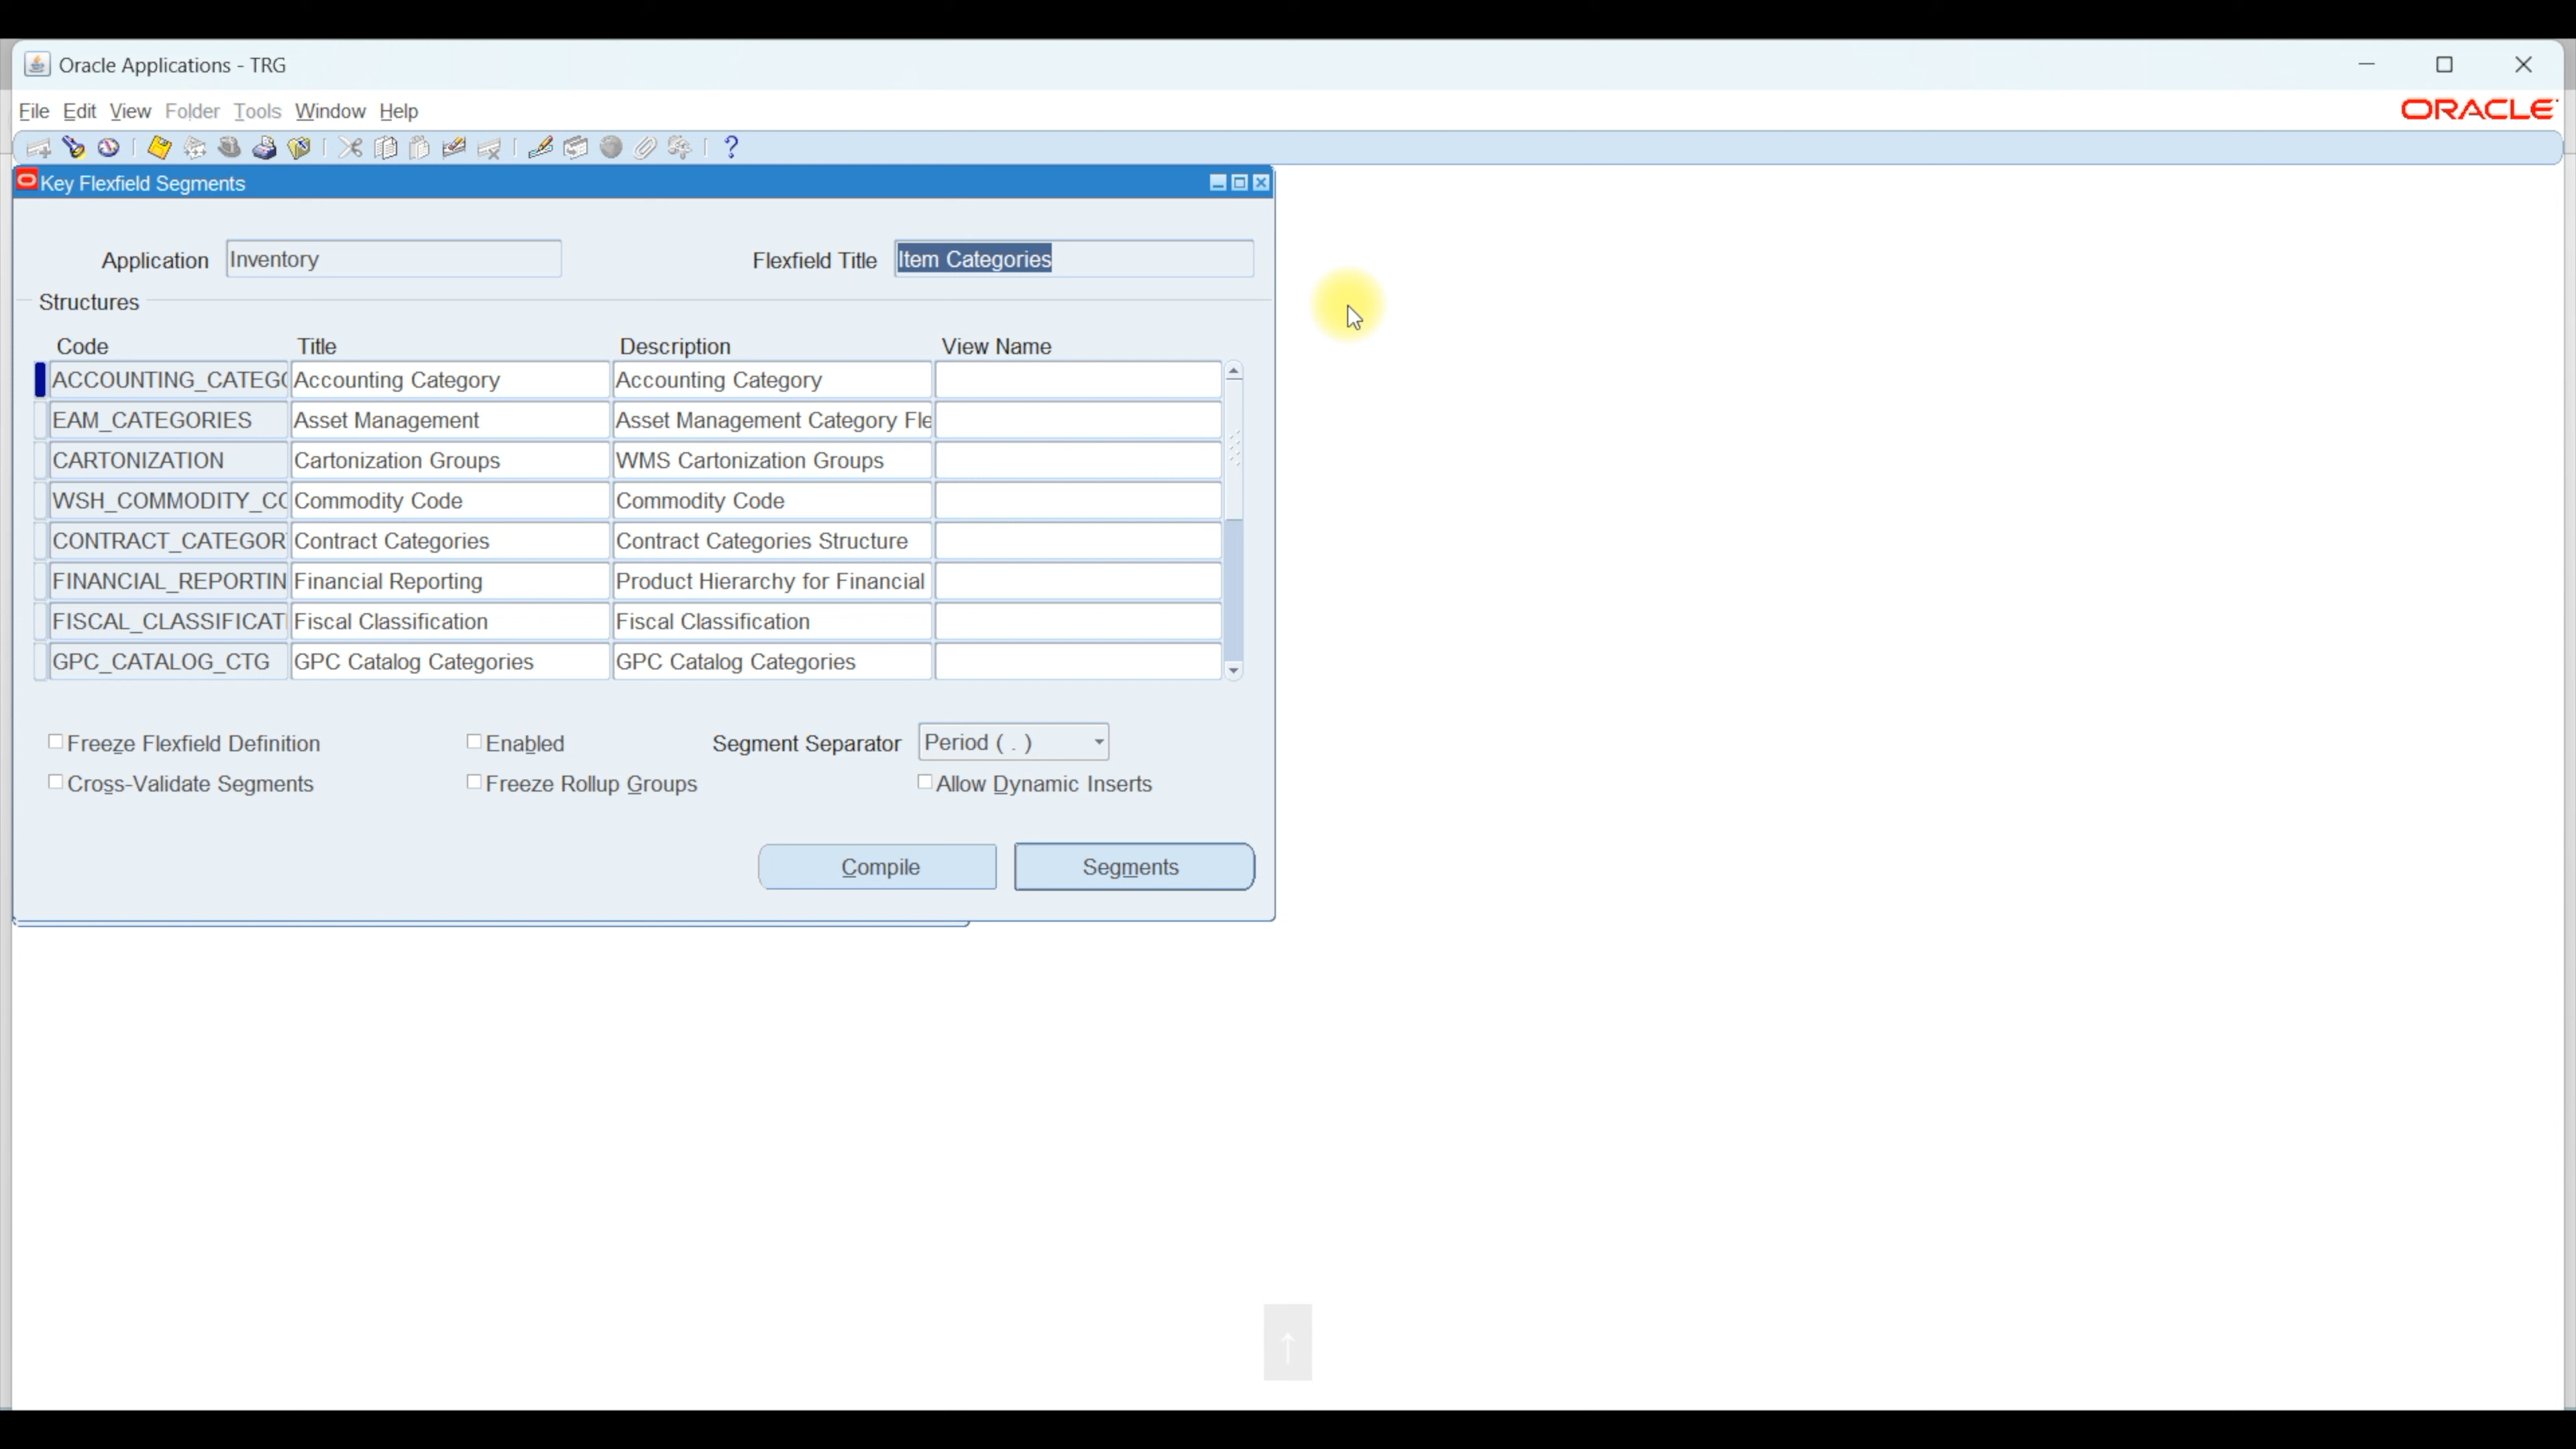 Oracle Applications - TRG
File Edit View Folder Tools Window Help
ORACLE
Key Flexfield Segments
Application Inventory Flexfield Title Item Categories
Structures
Code Title Description View Name
ACCOUNTING_CATEG Accounting Category Accounting Category
EAM_CATEGORIES Asset Management Asset Management Category Fle
CARTONIZATION Cartonization Groups WMS Cartonization Groups
WSH_COMMODITY_CO Commodity Code Commodity Code
CONTRACT_CATEGOR Contract Categories Contract Categories Structure
FINANCIAL_REPORTIN Financial Reporting Product Hierarchy for Financial
FISCAL_CLASSIFICAT Fiscal Classification Fiscal Classification
GPC_CATALOG_CTG GPC Catalog Categories GPC Catalog Categories
Freeze Flexfield Definition Enabled Segment Separator Period ( . )
Cross-Validate Segments Freeze Rollup Groups Allow Dynamic Inserts
Compile Segments